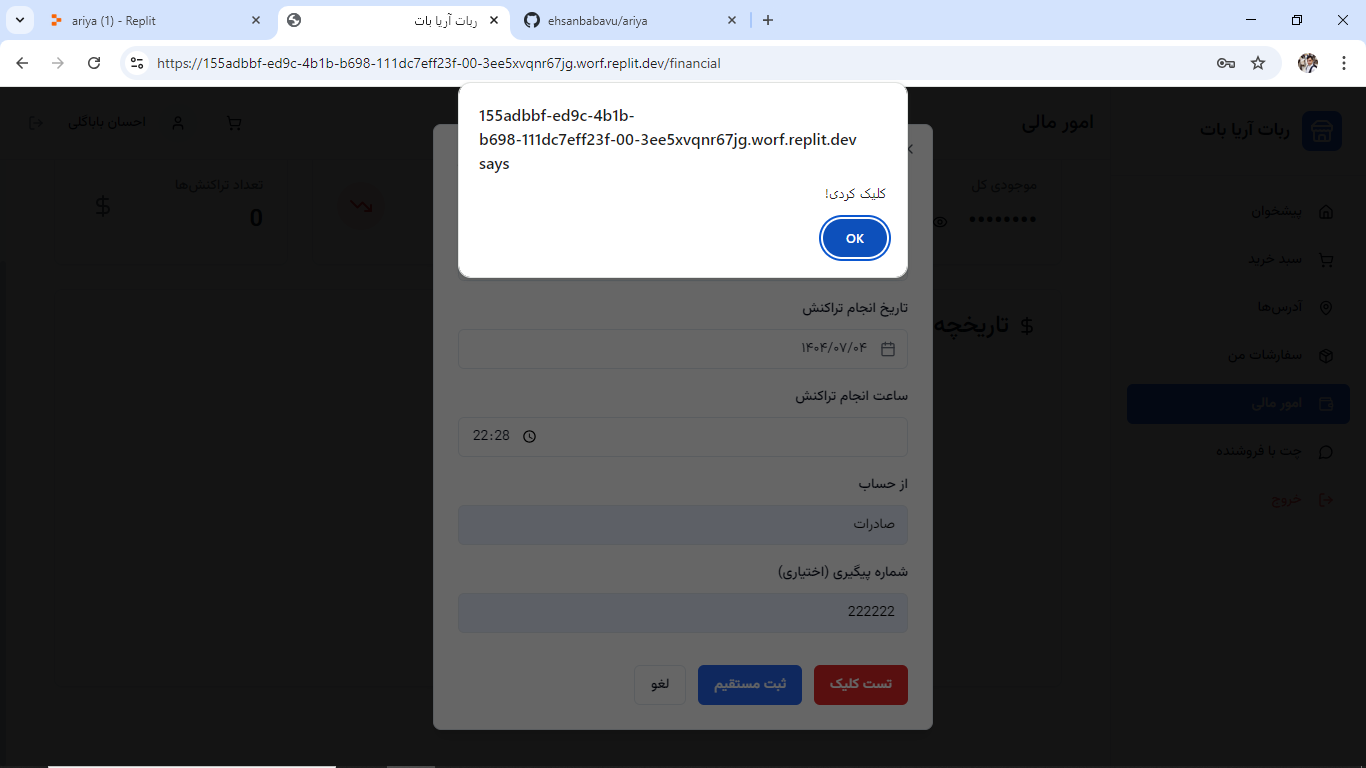 ariya (1) - Replit
ربات آریا بات
ehsanbabavu/ariya
https://155adbbf-ed9c-4b1b-b698-111dc7eff23f-00-3ee5xvqnr67jg.worf.replit.dev/financial
155adbbf-ed9c-4b1b-
b698-111dc7eff23f-00-3ee5xvqnr67jg.worf.replit.dev
says
کلیک کردی!
OK
ربات آریا بات
امور مالی
احسان باباگلی
موجودی کل
••••••••
تعداد تراکنش‌ها
0
پیشخوان
سبد خرید
آدرس‌ها
سفارشات من
امور مالی
چت با فروشنده
خروج
تاریخچه
تاریخ انجام تراکنش
۱۴۰۴/۰۷/۰۴
ساعت انجام تراکنش
22:28
از حساب
صادرات
شماره پیگیری (اختیاری)
222222
تست کلیک
ثبت مستقیم
لغو